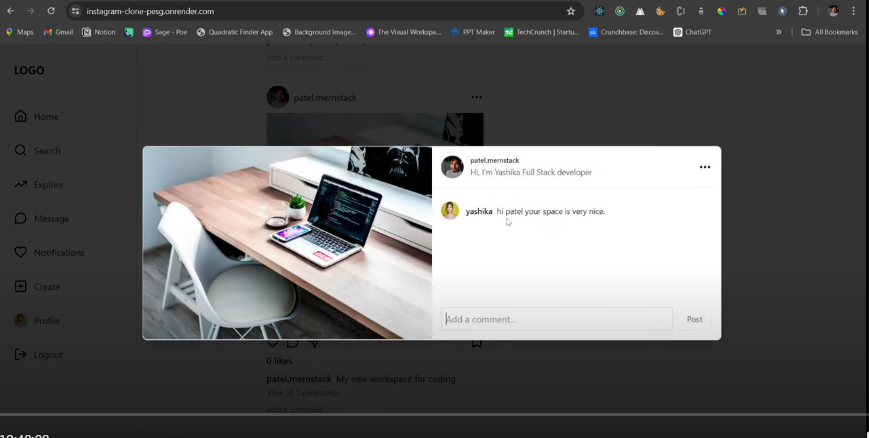 instagram-clone-pesg.onrender.com
Maps Gmail Notion Sage - Poe Quadratic Finder App Background Image... The Visual Workspa... PPT Maker TechCrunch | Startu... Crunchbase: Discov... ChatGPT » All Bookmarks
LOGO
Home
Search
Explore
Message
Notifications
Create
Profile
Logout
Add a comment...
patel.mernstack
patel.mernstack
Hi, I'm Yashika Full Stack developer
yashika hi patel your space is very nice.
Add a comment...
Post
0 likes
patel.mernstack My new workspace for coding,
View all 1 comments
Add a comment